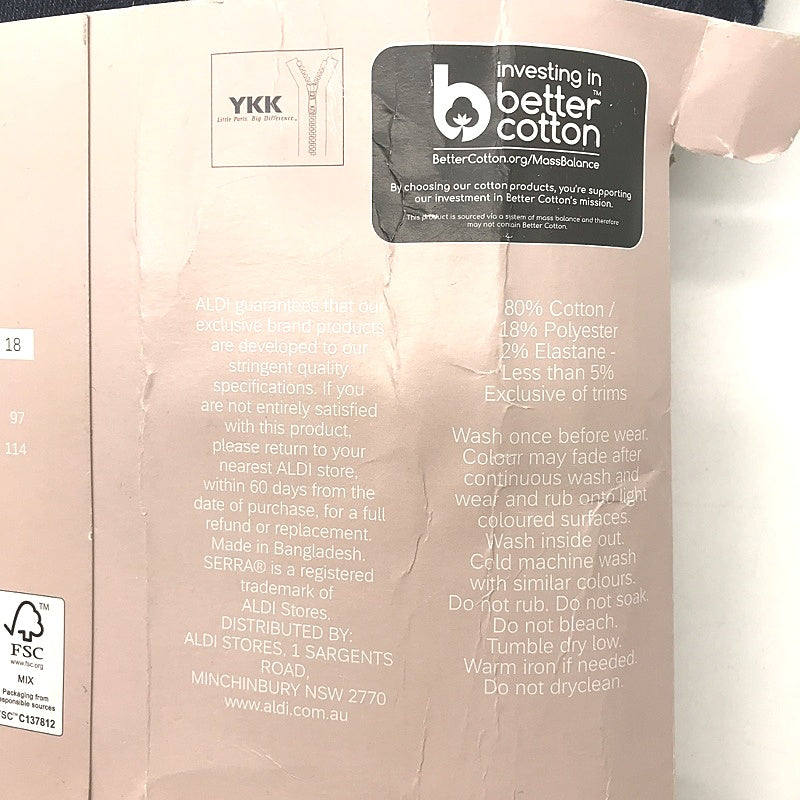 YKK
Little Parts. Big Difference.
investing in
better™
cotton
BetterCotton.org/MassBalance
By choosing our cotton products, you're supporting
our investment in Better Cotton's mission.
This product is sourced via a system of mass balance and therefore
may not contain Better Cotton.
18
97
114
FSC™
www.fsc.org
MIX
Packaging from
responsible sources
FSC™ C137812
ALDI guarantees that our
exclusive brand products
are developed to our
stringent quality
specifications. If you
are not entirely satisfied
with this product,
please return to your
nearest ALDI store,
within 60 days from the
date of purchase, for a full
refund or replacement.
Made in Bangladesh.
SERRA® is a registered
trademark of
ALDI Stores.
DISTRIBUTED BY:
ALDI STORES, 1 SARGENTS
ROAD,
MINCHINBURY NSW 2770
www.aldi.com.au
80% Cotton /
18% Polyester
2% Elastane -
Less than 5%
Exclusive of trims
Wash once before wear.
Colour may fade after
continuous wash and
wear and rub onto light
coloured surfaces.
Wash inside out.
Cold machine wash
with similar colours.
Do not rub. Do not soak.
Do not bleach.
Tumble dry low.
Warm iron if needed.
Do not dryclean.